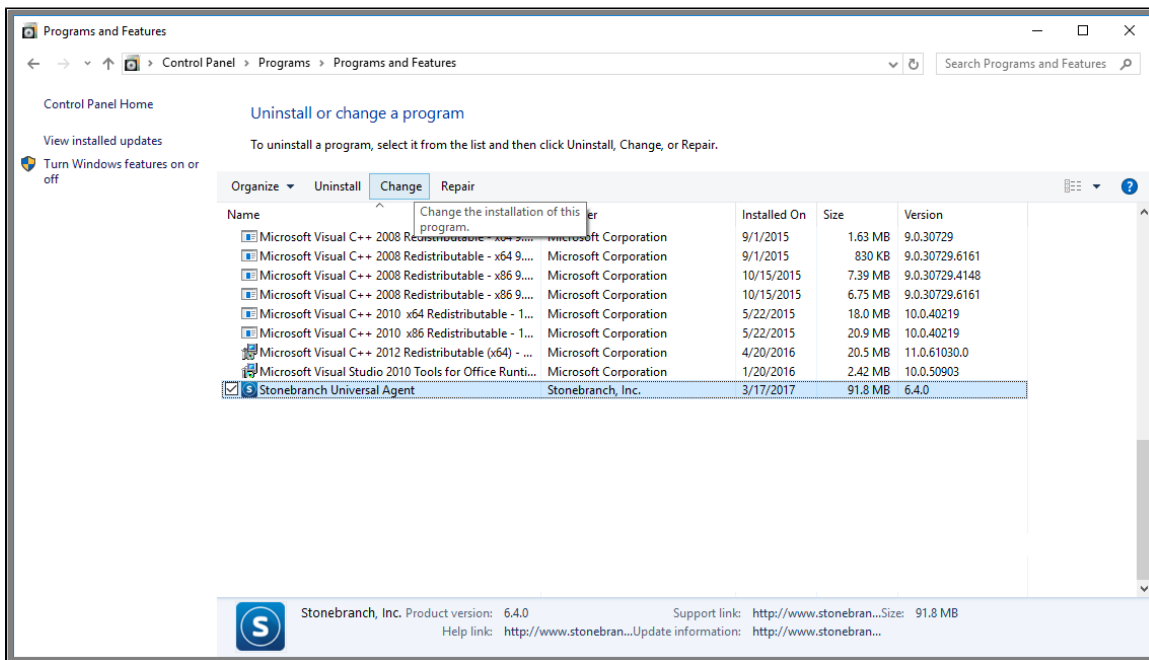 Programs and Features
Control Panel > Programs > Programs and Features
Search Programs and Features
Control Panel Home
View installed updates
Turn Windows features on or
off
Uninstall or change a program
To uninstall a program, select it from the list and then click Uninstall, Change, or Repair.
Organize Uninstall Change Repair
Change the installation of this
program.
Name Installed On Size Version
Microsoft Visual C++ 2008 Redistributable - x64 9.... Microsoft Corporation 9/1/2015 1.63 MB 9.0.30729
Microsoft Visual C++ 2008 Redistributable - x64 9.... Microsoft Corporation 9/1/2015 830 KB 9.0.30729.6161
Microsoft Visual C++ 2008 Redistributable - x86 9.... Microsoft Corporation 10/15/2015 7.39 MB 9.0.30729.4148
Microsoft Visual C++ 2008 Redistributable - x86 9.... Microsoft Corporation 10/15/2015 6.75 MB 9.0.30729.6161
Microsoft Visual C++ 2010 x64 Redistributable - 1... Microsoft Corporation 5/22/2015 18.0 MB 10.0.40219
Microsoft Visual C++ 2010 x86 Redistributable - 1... Microsoft Corporation 5/22/2015 20.9 MB 10.0.40219
Microsoft Visual C++ 2012 Redistributable (x64) - ... Microsoft Corporation 4/20/2016 20.5 MB 11.0.61030.0
Microsoft Visual Studio 2010 Tools for Office Runti... Microsoft Corporation 1/20/2016 2.42 MB 10.0.50903
S Stonebranch Universal Agent Stonebranch, Inc. 3/17/2017 91.8 MB 6.4.0
S Stonebranch, Inc. Product version: 6.4.0 Support link: http://www.stonebran... Size: 91.8 MB
Help link: http://www.stonebran... Update information: http://www.stonebran...